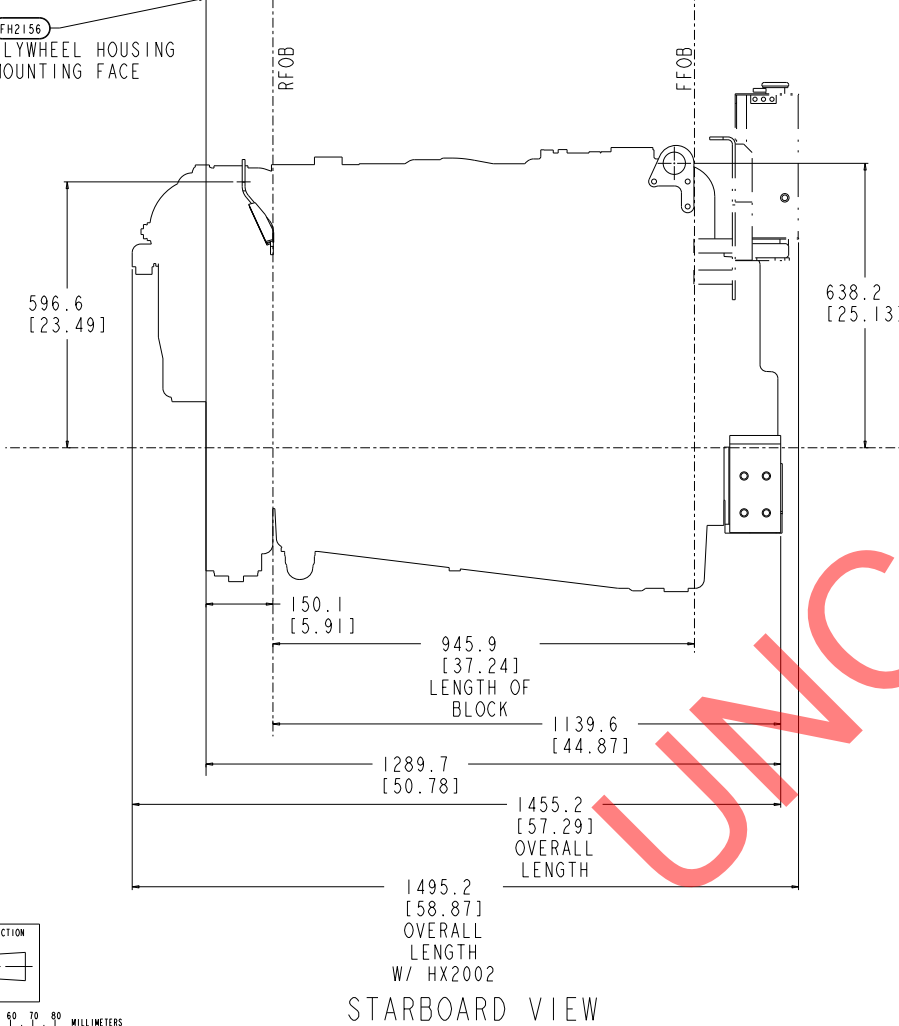 FH2156
LYWHEEL HOUSING
MOUNTING FACE
RFOB
FFOB
596.6
[23.49]
638.2
[25.13]
150.1
[5.91]
945.9
[37.24]
LENGTH OF
BLOCK
1139.6
[44.87]
1289.7
[50.78]
1455.2
[57.29]
OVERALL
LENGTH
1495.2
[58.87]
OVERALL
LENGTH
W/ HX2002
STARBOARD VIEW
UNC
CTION
60 70 80 MILLIMETERS